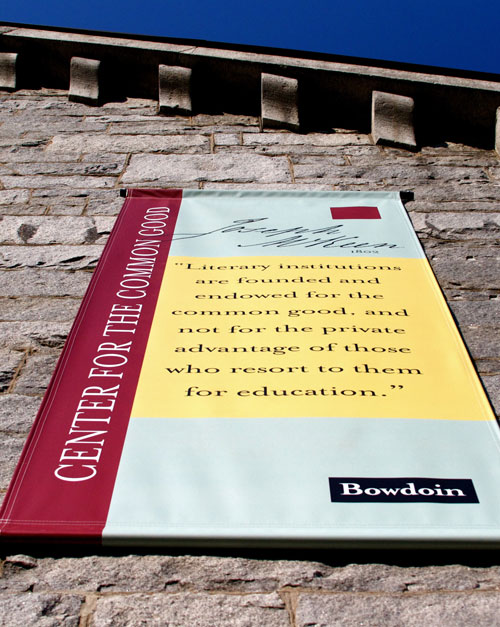 CENTER FOR THE COMMON GOOD
Joseph
McKeen
1802
"Literary institutions
are founded and
endowed for the
common good, and
not for the private
advantage of those
who resort to them
for education."
Bowdoin